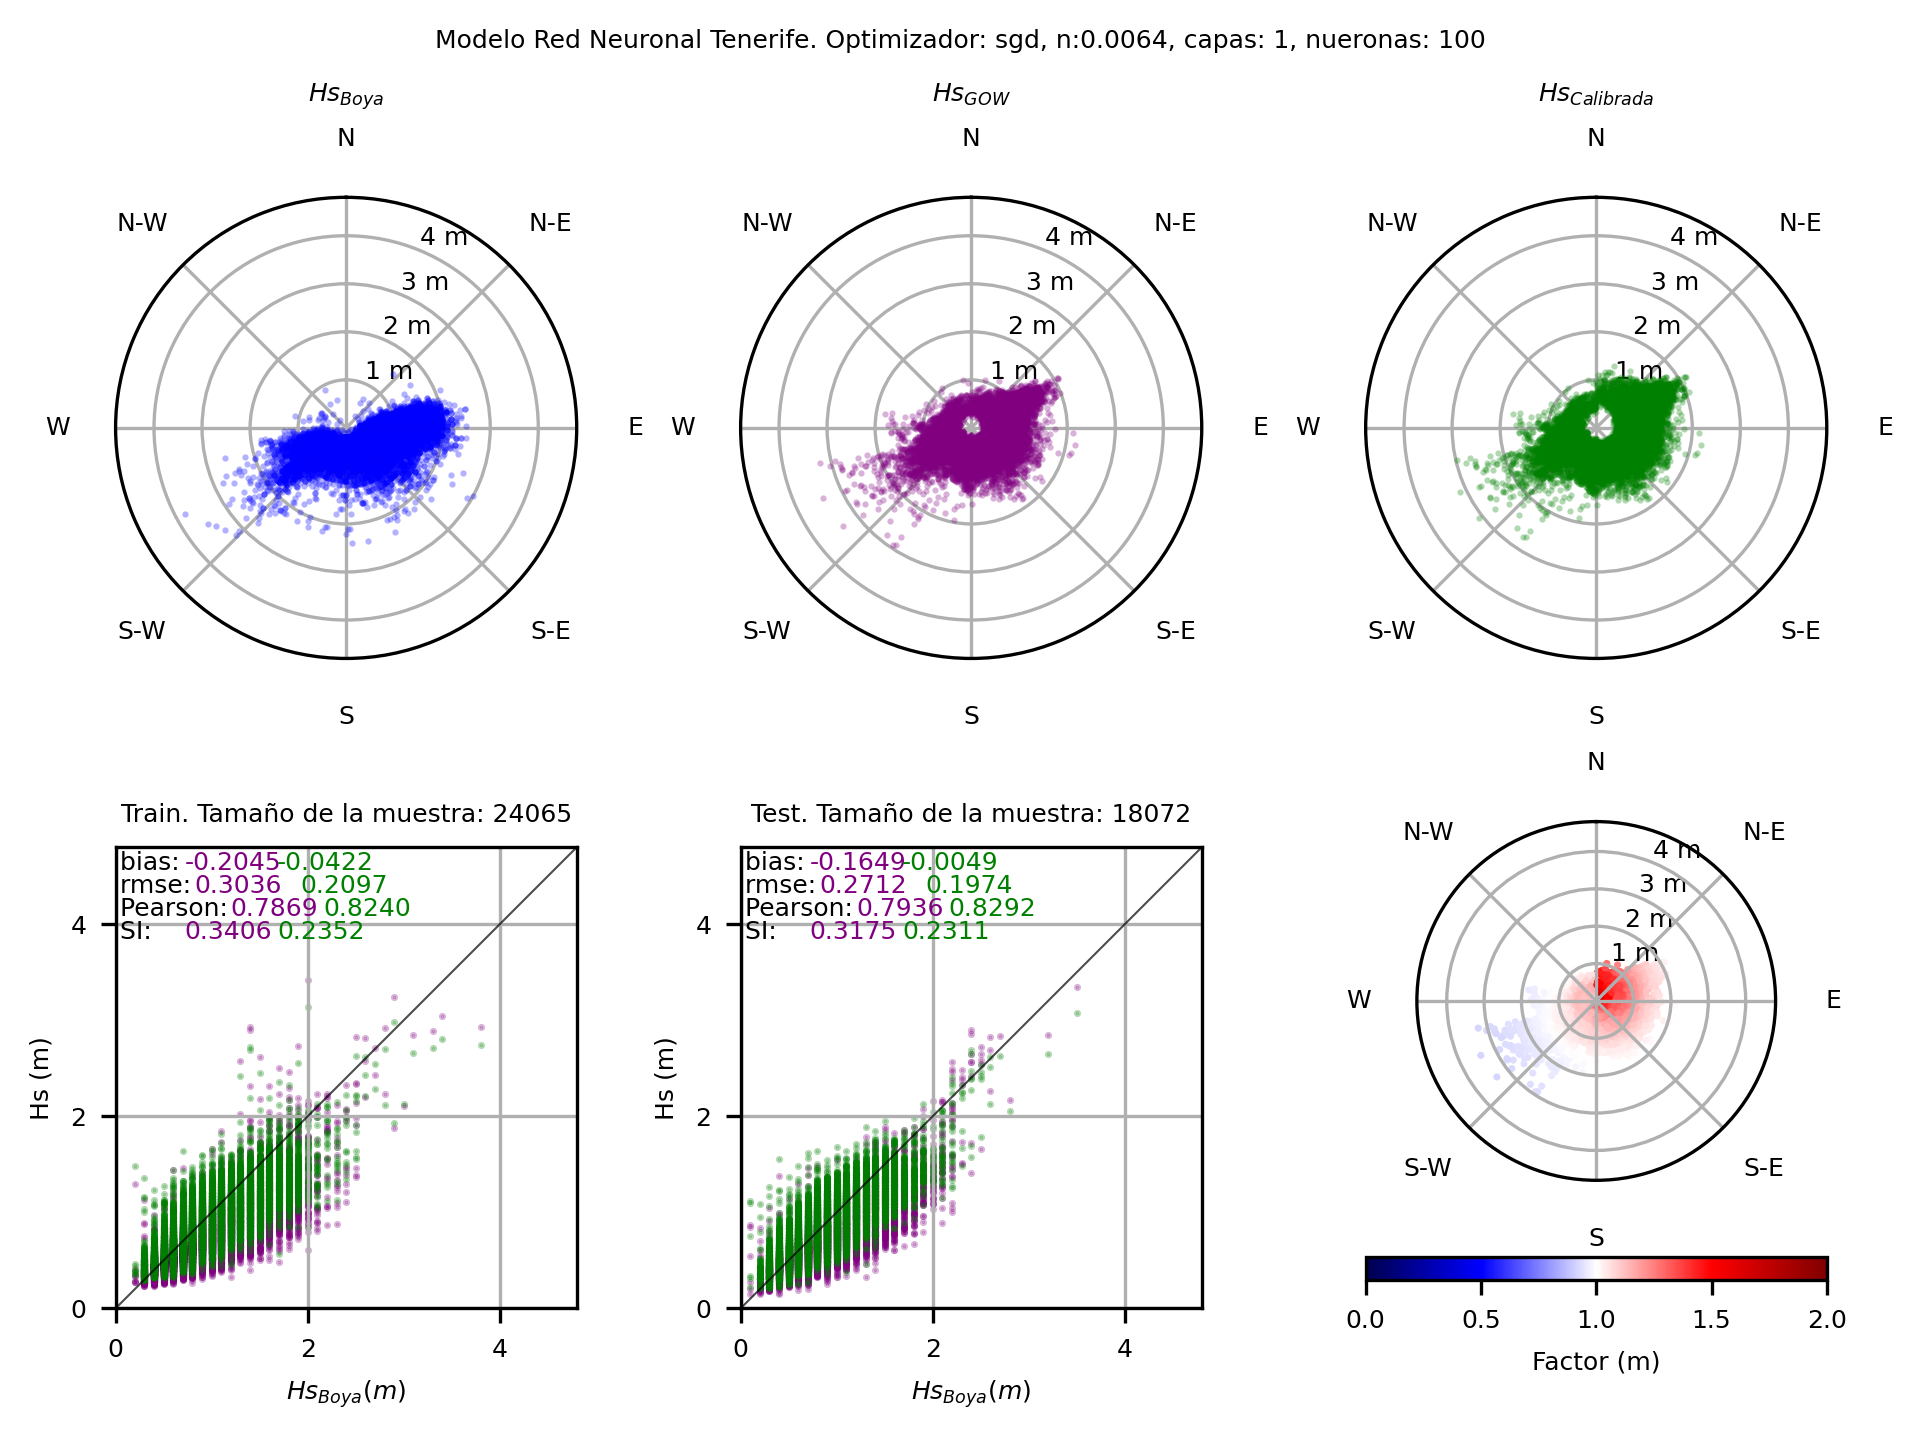 Modelo Red Neuronal Tenerife. Optimizador: sgd, n:0.0064, capas: 1, nueronas: 100
Hs_Boya
N
N-W
N-E
4 m
3 m
2 m
1 m
W
E
S-W
S-E
S
Hs_GOW
N
N-W
N-E
4 m
3 m
2 m
1 m
W
E
S-W
S-E
S
Hs_Calibrada
N
N-W
N-E
4 m
3 m
2 m
1 m
W
E
S-W
S-E
S
Train. Tamaño de la muestra: 24065
bias: -0.2045 -0.0422
rmse: 0.3036 0.2097
Pearson: 0.7869 0.8240
SI: 0.3406 0.2352
Hs (m)
4
2
0
0 2 4
Hs_Boya(m)
Test. Tamaño de la muestra: 18072
bias: -0.1649 -0.0049
rmse: 0.2712 0.1974
Pearson: 0.7936 0.8292
SI: 0.3175 0.2311
Hs (m)
4
2
0
0 2 4
Hs_Boya(m)
N
N-W
N-E
4 m
3 m
2 m
1 m
W
E
S-W
S-E
S
0.0 0.5 1.0 1.5 2.0
Factor (m)